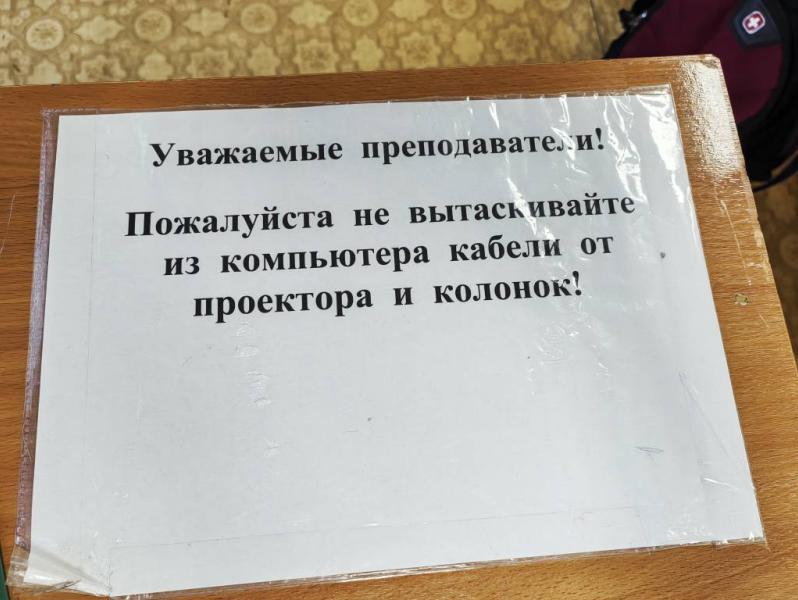 Уважаемые преподаватели!
Пожалуйста не вытаскивайте
из компьютера кабели от
проектора и колонок!